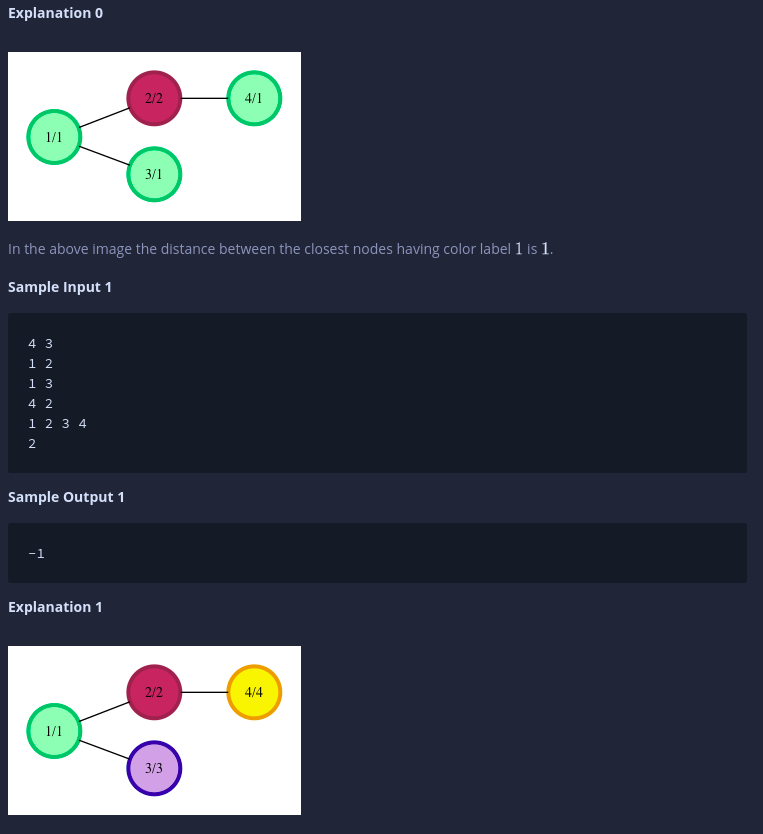 Explanation 0
2/2
4/1
1/1
3/1
In the above image the distance between the closest nodes having color label 1 is 1.
Sample Input 1
4 3
1 2
1 3
4 2
1 2 3 4
2
Sample Output 1
-1
Explanation 1
2/2
4/4
1/1
3/3